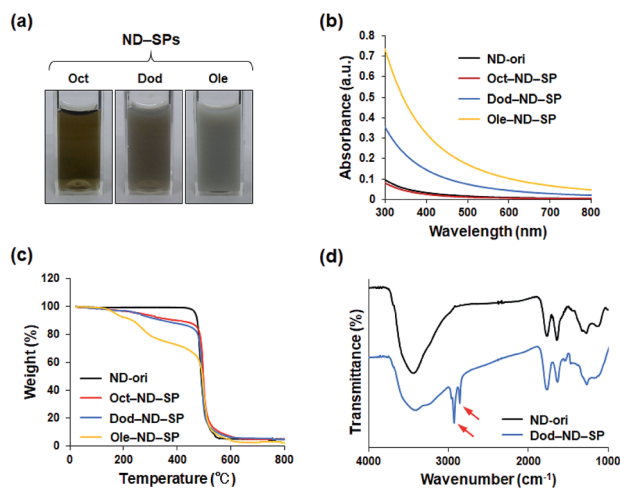 (a)
ND–SPs
Oct Dod Ole
(b)
Absorbance (a.u.)
0.8
0.7
0.6
0.5
0.4
0.3
0.2
0.1
0
300 400 500 600 700 800
Wavelength (nm)
ND-ori
Oct–ND–SP
Dod–ND–SP
Ole–ND–SP
(c)
Weight (%)
120
100
80
60
40
20
0
0 200 400 600 800
Temperature (℃)
ND-ori
Oct–ND–SP
Dod–ND–SP
Ole–ND–SP
(d)
Transmittance (%)
4000 3000 2000 1000
Wavenumber (cm-1)
ND-ori
Dod–ND–SP